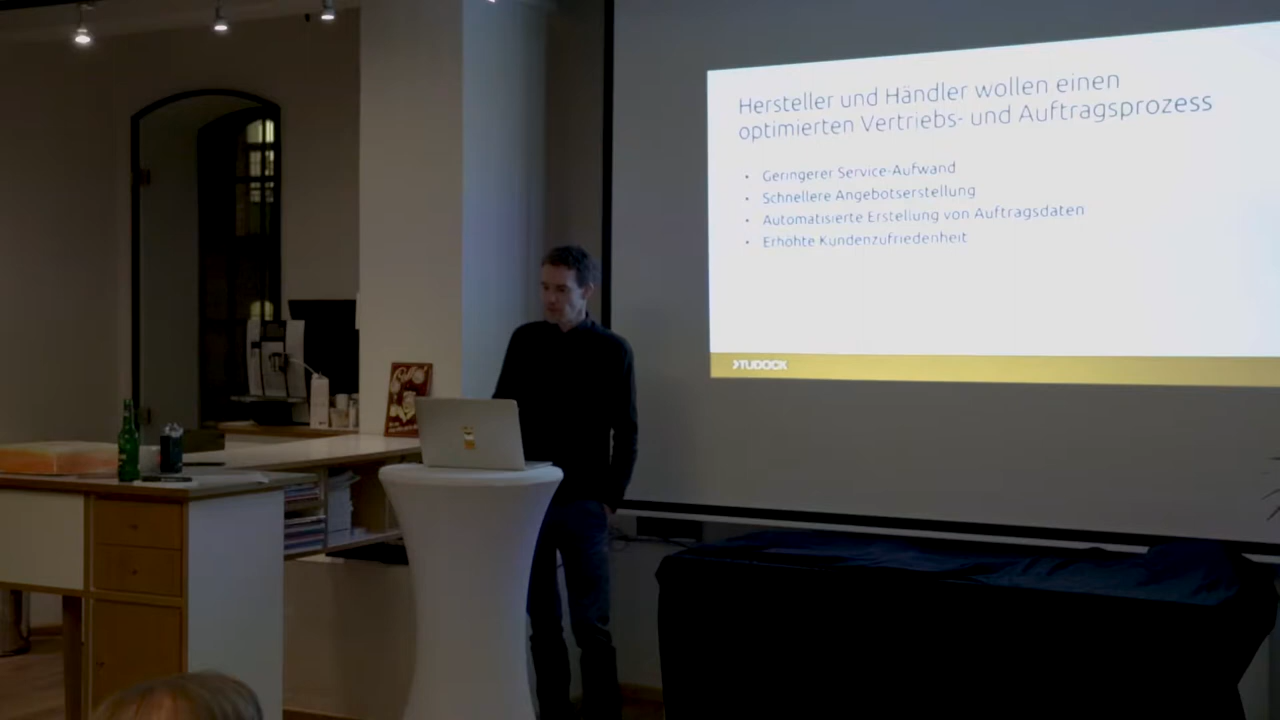 Hersteller und Händler wollen einen
optimierten Vertriebs- und Auftragsprozess
• Geringerer Service-Aufwand
• Schnellere Angebotserstellung
• Automatisierte Erstellung von Auftragsdaten
• Erhöhte Kundenzufriedenheit
TUDOCK